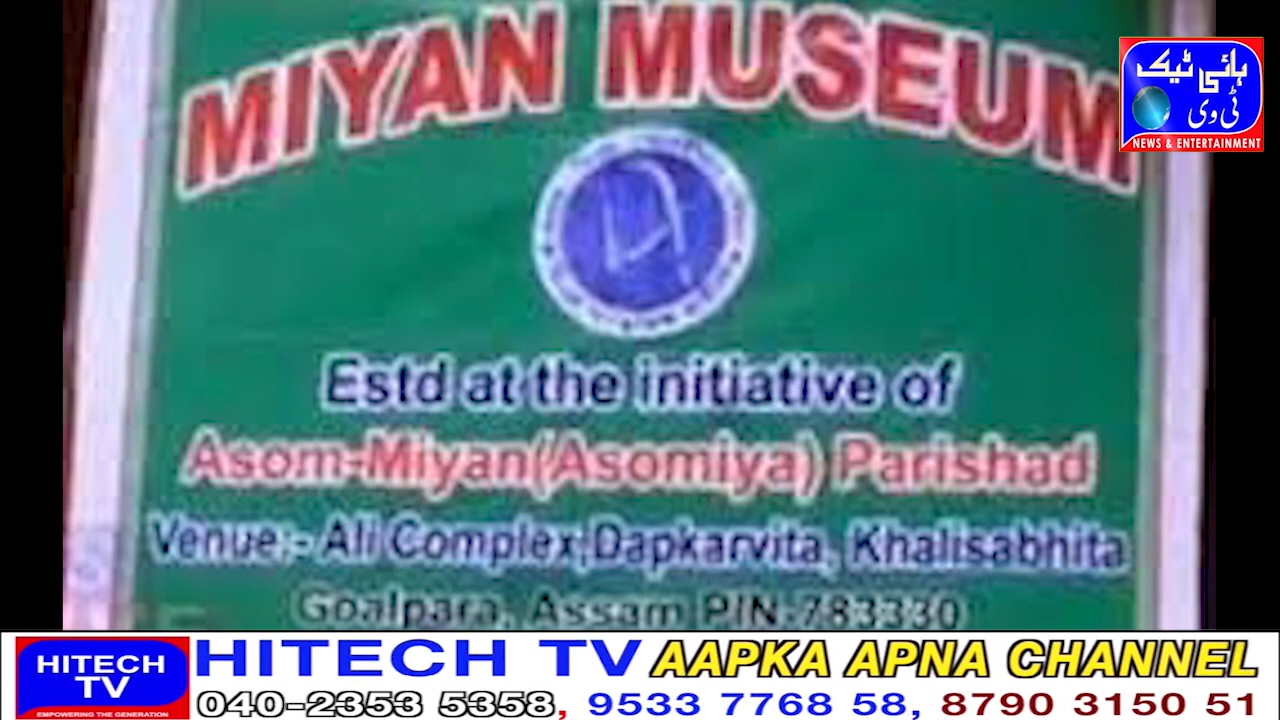 MIYAN MUSEUM
ہائی ٹیک
ٹی وی
NEWS & ENTERTAINMENT
Estd at the initiative of
Asom-Miyan(Asomiya) Parishad
Venue:- Ali Complex,Dapkarvita, Khalisabhita
Goalpara, Assam PIN-783330
HITECH
TV
EMPOWERING THE GENERATION
HITECH TV AAPKA APNA CHANNEL
040-2353 5358, 9533 7768 58, 8790 3150 51